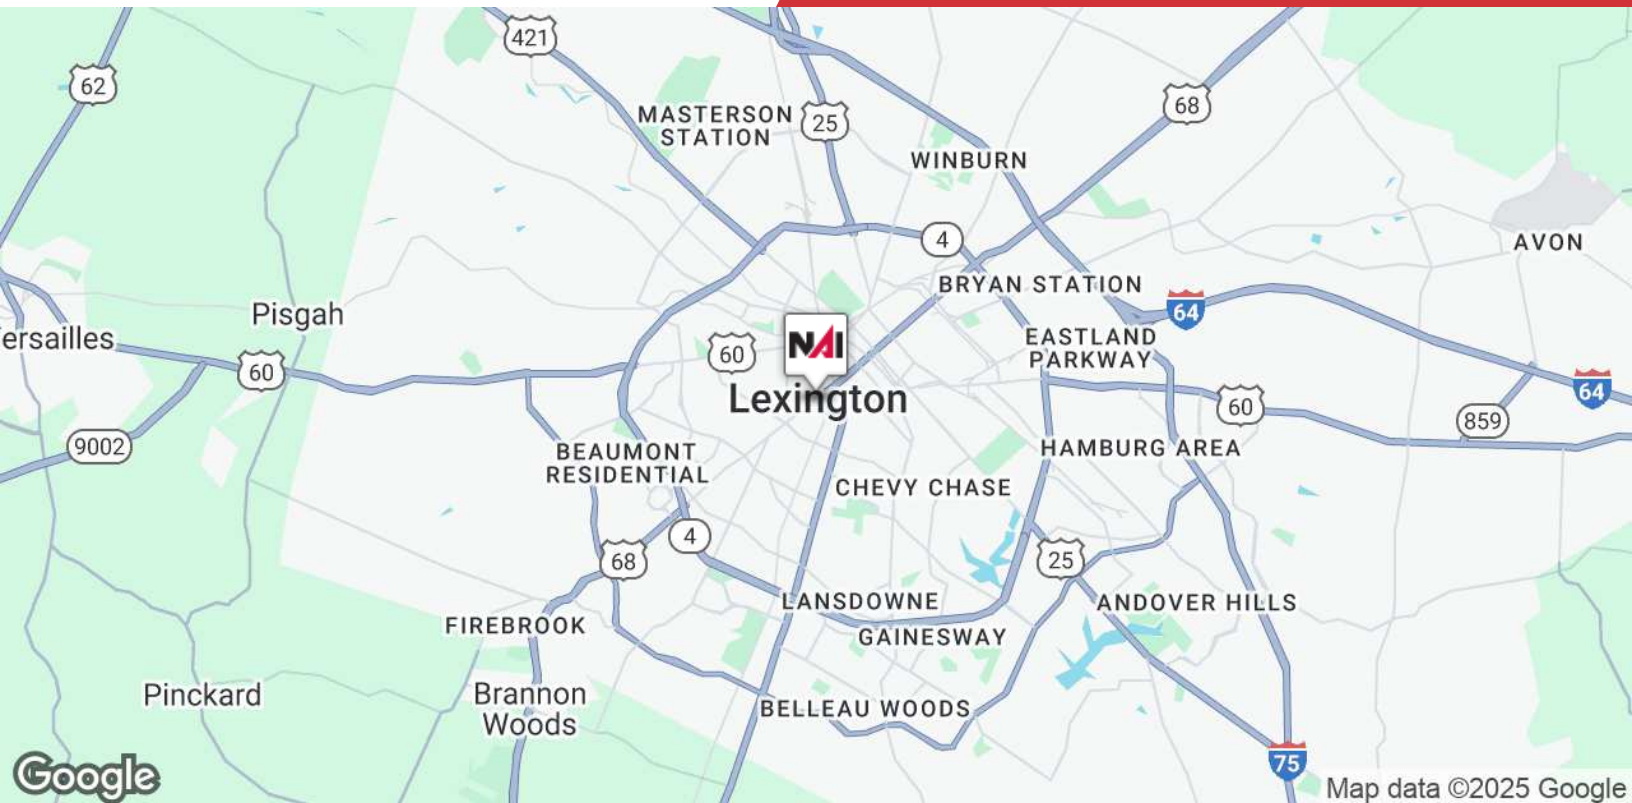 421
62
68
MASTERSON
STATION
25
WINBURN
4
AVON
BRYAN STATION
64
Pisgah
ersailles
EASTLAND
PARKWAY
NAI
60
60
64
Lexington
60
859
9002
BEAUMONT
RESIDENTIAL
HAMBURG AREA
CHEVY CHASE
4
68
25
LANSDOWNE
ANDOVER HILLS
FIREBROOK
GAINESWAY
Pinckard
Brannon
Woods
BELLEAU WOODS
75
Google
Map data ©2025 Google